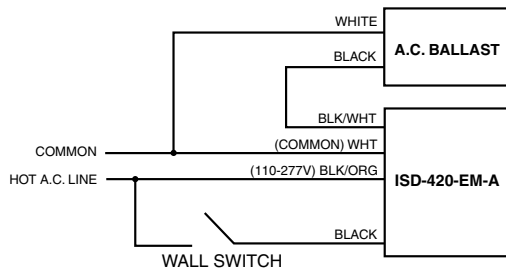 WHITE
A.C. BALLAST
BLACK
BLK/WHT
COMMON
(COMMON) WHT
HOT A.C. LINE
(110-277V) BLK/ORG
ISD-420-EM-A
BLACK
WALL SWITCH